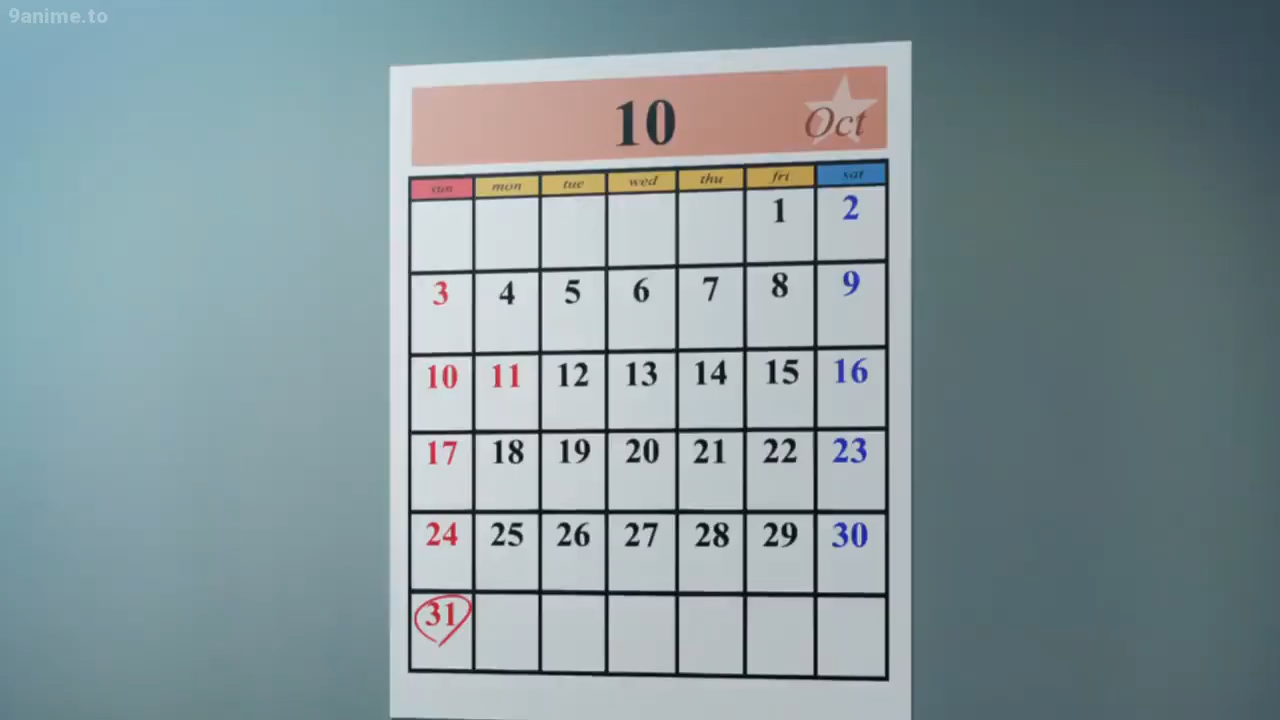 9anime.to
10 Oct
sun mon tue wed thu fri sat
1 2
3 4 5 6 7 8 9
10 11 12 13 14 15 16
17 18 19 20 21 22 23
24 25 26 27 28 29 30
31